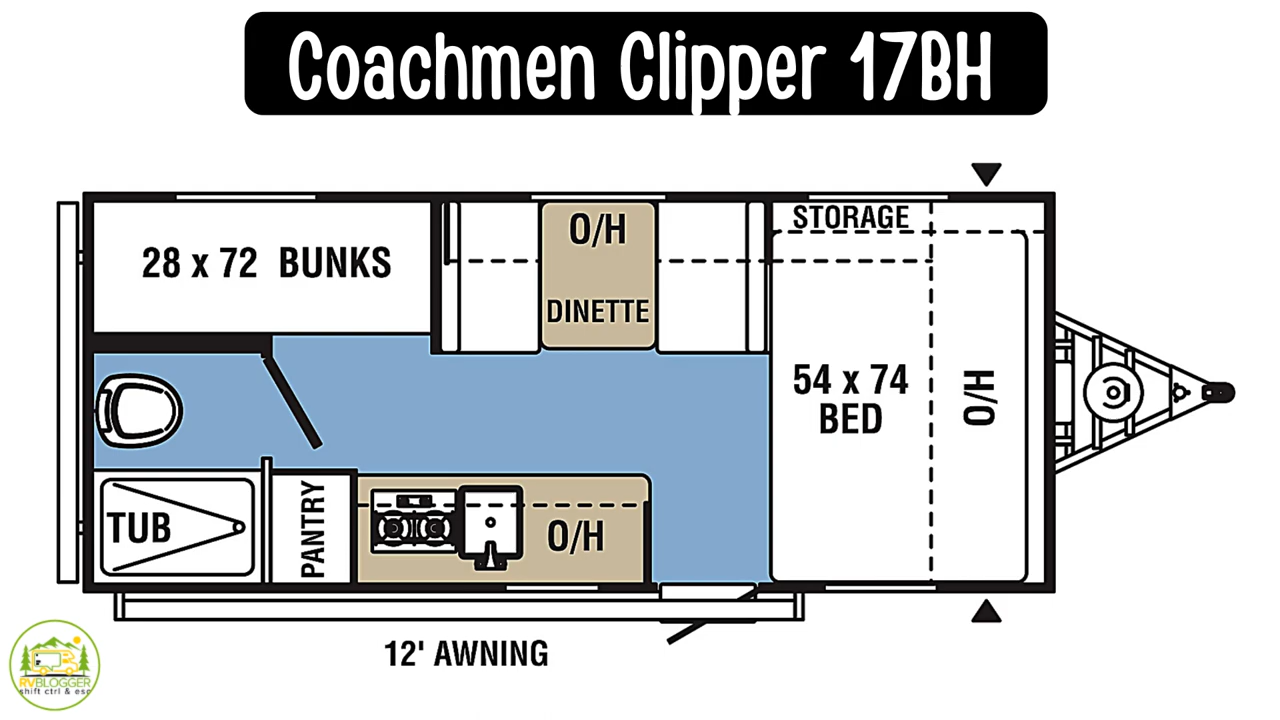 Coachmen Clipper 17BH
STORAGE
O/H
28 x 72 BUNKS
DINETTE
54 x 74
BED
O/H
TUB
PANTRY
O/H
12' AWNING
RVBLOGGER
shift ctrl & esc